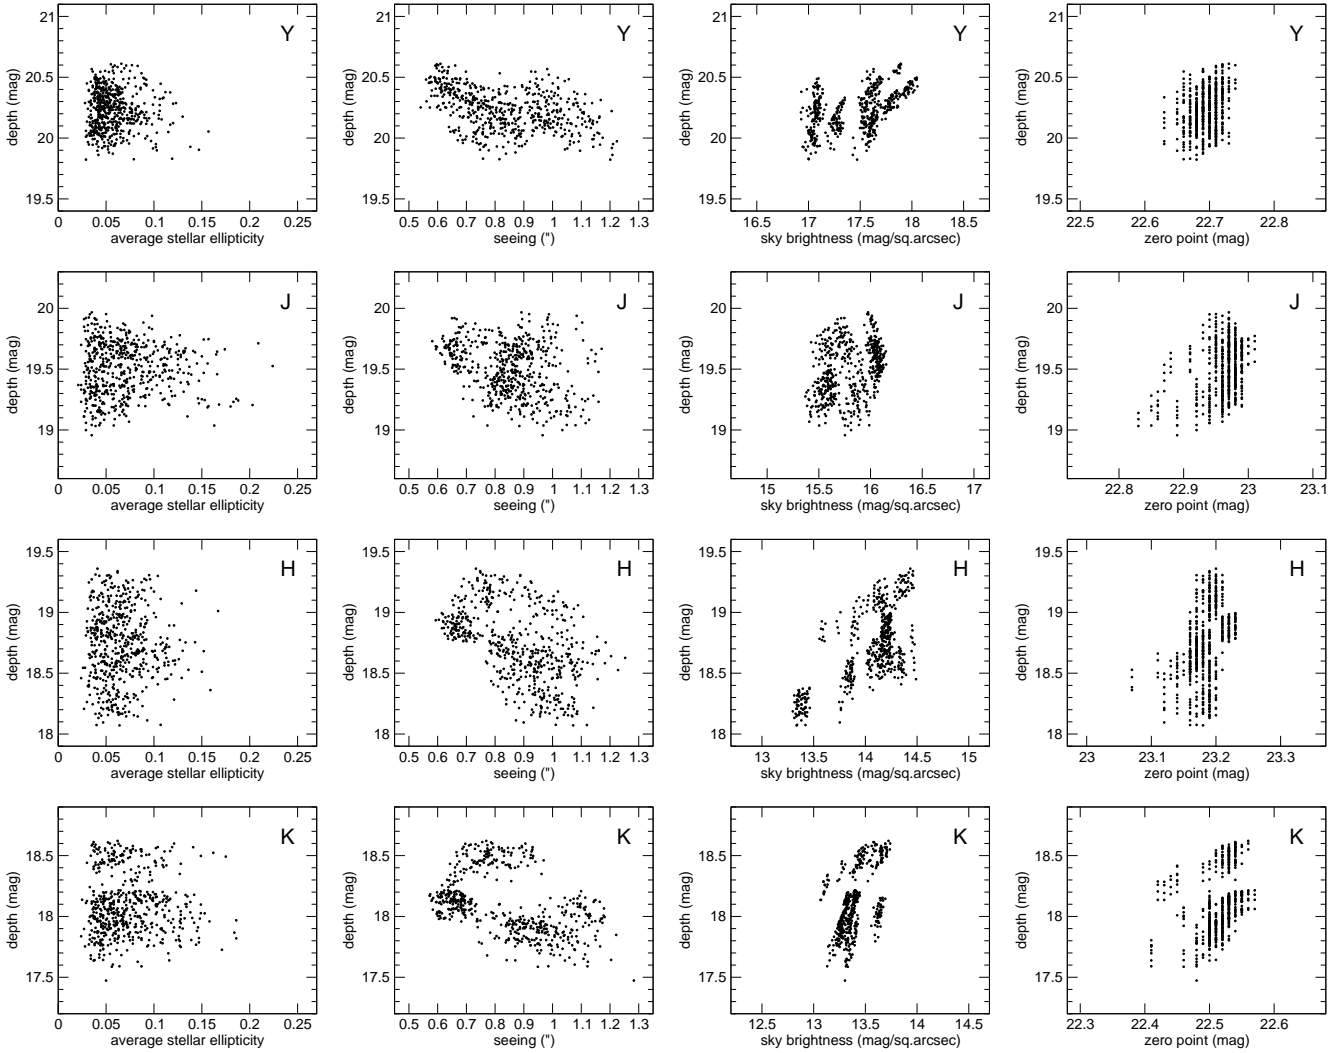 21
20.5
20
19.5
depth (mag)
Y
0 0.05 0.1 0.15 0.2 0.25
average stellar ellipticity
depth (mag)
Y
0.5 0.6 0.7 0.8 0.9 1 1.1 1.2 1.3
seeing (")
21
20.5
20
19.5
depth (mag)
Y
16.5 17 17.5 18 18.5
sky brightness (mag/sq.arcsec)
21
20.5
20
19.5
depth (mag)
Y
22.5 22.6 22.7 22.8
zero point (mag)
20
19.5
19
depth (mag)
J
0 0.05 0.1 0.15 0.2 0.25
average stellar ellipticity
depth (mag)
J
0.5 0.6 0.7 0.8 0.9 1 1.1 1.2 1.3
seeing (")
20
19.5
19
depth (mag)
J
15 15.5 16 16.5 17
sky brightness (mag/sq.arcsec)
20
19.5
19
depth (mag)
J
22.8 22.9 23 23.1
zero point (mag)
19.5
19
18.5
18
depth (mag)
H
0 0.05 0.1 0.15 0.2 0.25
average stellar ellipticity
depth (mag)
H
0.5 0.6 0.7 0.8 0.9 1 1.1 1.2 1.3
seeing (")
19.5
19
18.5
18
depth (mag)
H
13 13.5 14 14.5 15
sky brightness (mag/sq.arcsec)
19.5
19
18.5
18
depth (mag)
H
23 23.1 23.2 23.3
zero point (mag)
18.5
18
17.5
depth (mag)
K
0 0.05 0.1 0.15 0.2 0.25
average stellar ellipticity
18.5
18
17.5
depth (mag)
K
0.5 0.6 0.7 0.8 0.9 1 1.1 1.2 1.3
seeing (")
18.5
18
17.5
depth (mag)
K
12.5 13 13.5 14 14.5
sky brightness (mag/sq.arcsec)
18.5
18
17.5
depth (mag)
K
22.3 22.4 22.5 22.6
zero point (mag)